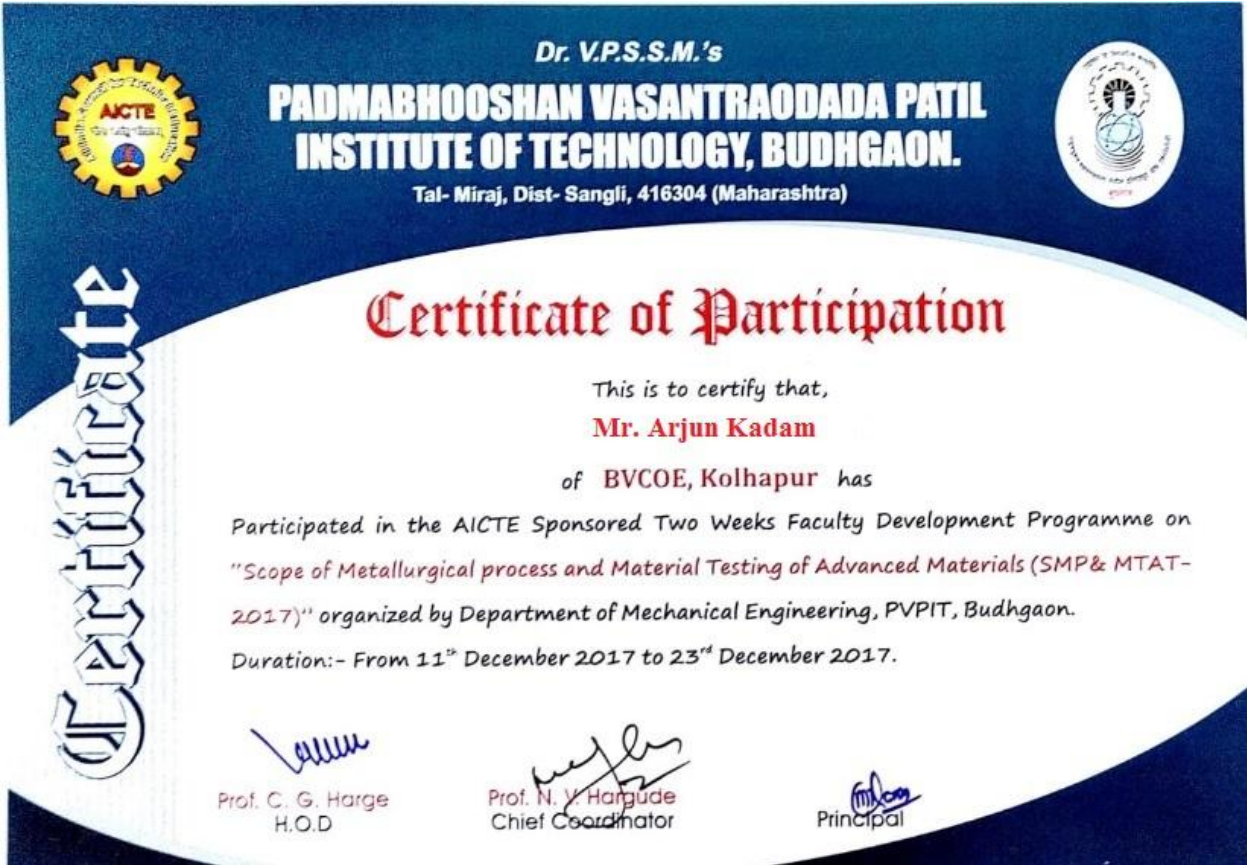 Dr. V.P.S.S.M.'s
PADMABHOOSHAN VASANTRAODADA PATIL
INSTITUTE OF TECHNOLOGY, BUDHGAON.
Tal- Miraj, Dist- Sangli, 416304 (Maharashtra)
AICTE
Certificate
Certificate of Participation
This is to certify that,
Mr. Arjun Kadam
of BVCOE, Kolhapur has
Participated in the AICTE Sponsored Two Weeks Faculty Development Programme on
"Scope of Metallurgical process and Material Testing of Advanced Materials (SMP& MTAT-
2017)" organized by Department of Mechanical Engineering, PVPIT, Budhgaon.
Duration:- From 11th December 2017 to 23rd December 2017.
Prof. C. G. Harge
H.O.D
Prof. N. V. Hargude
Chief Coordinator
Principal